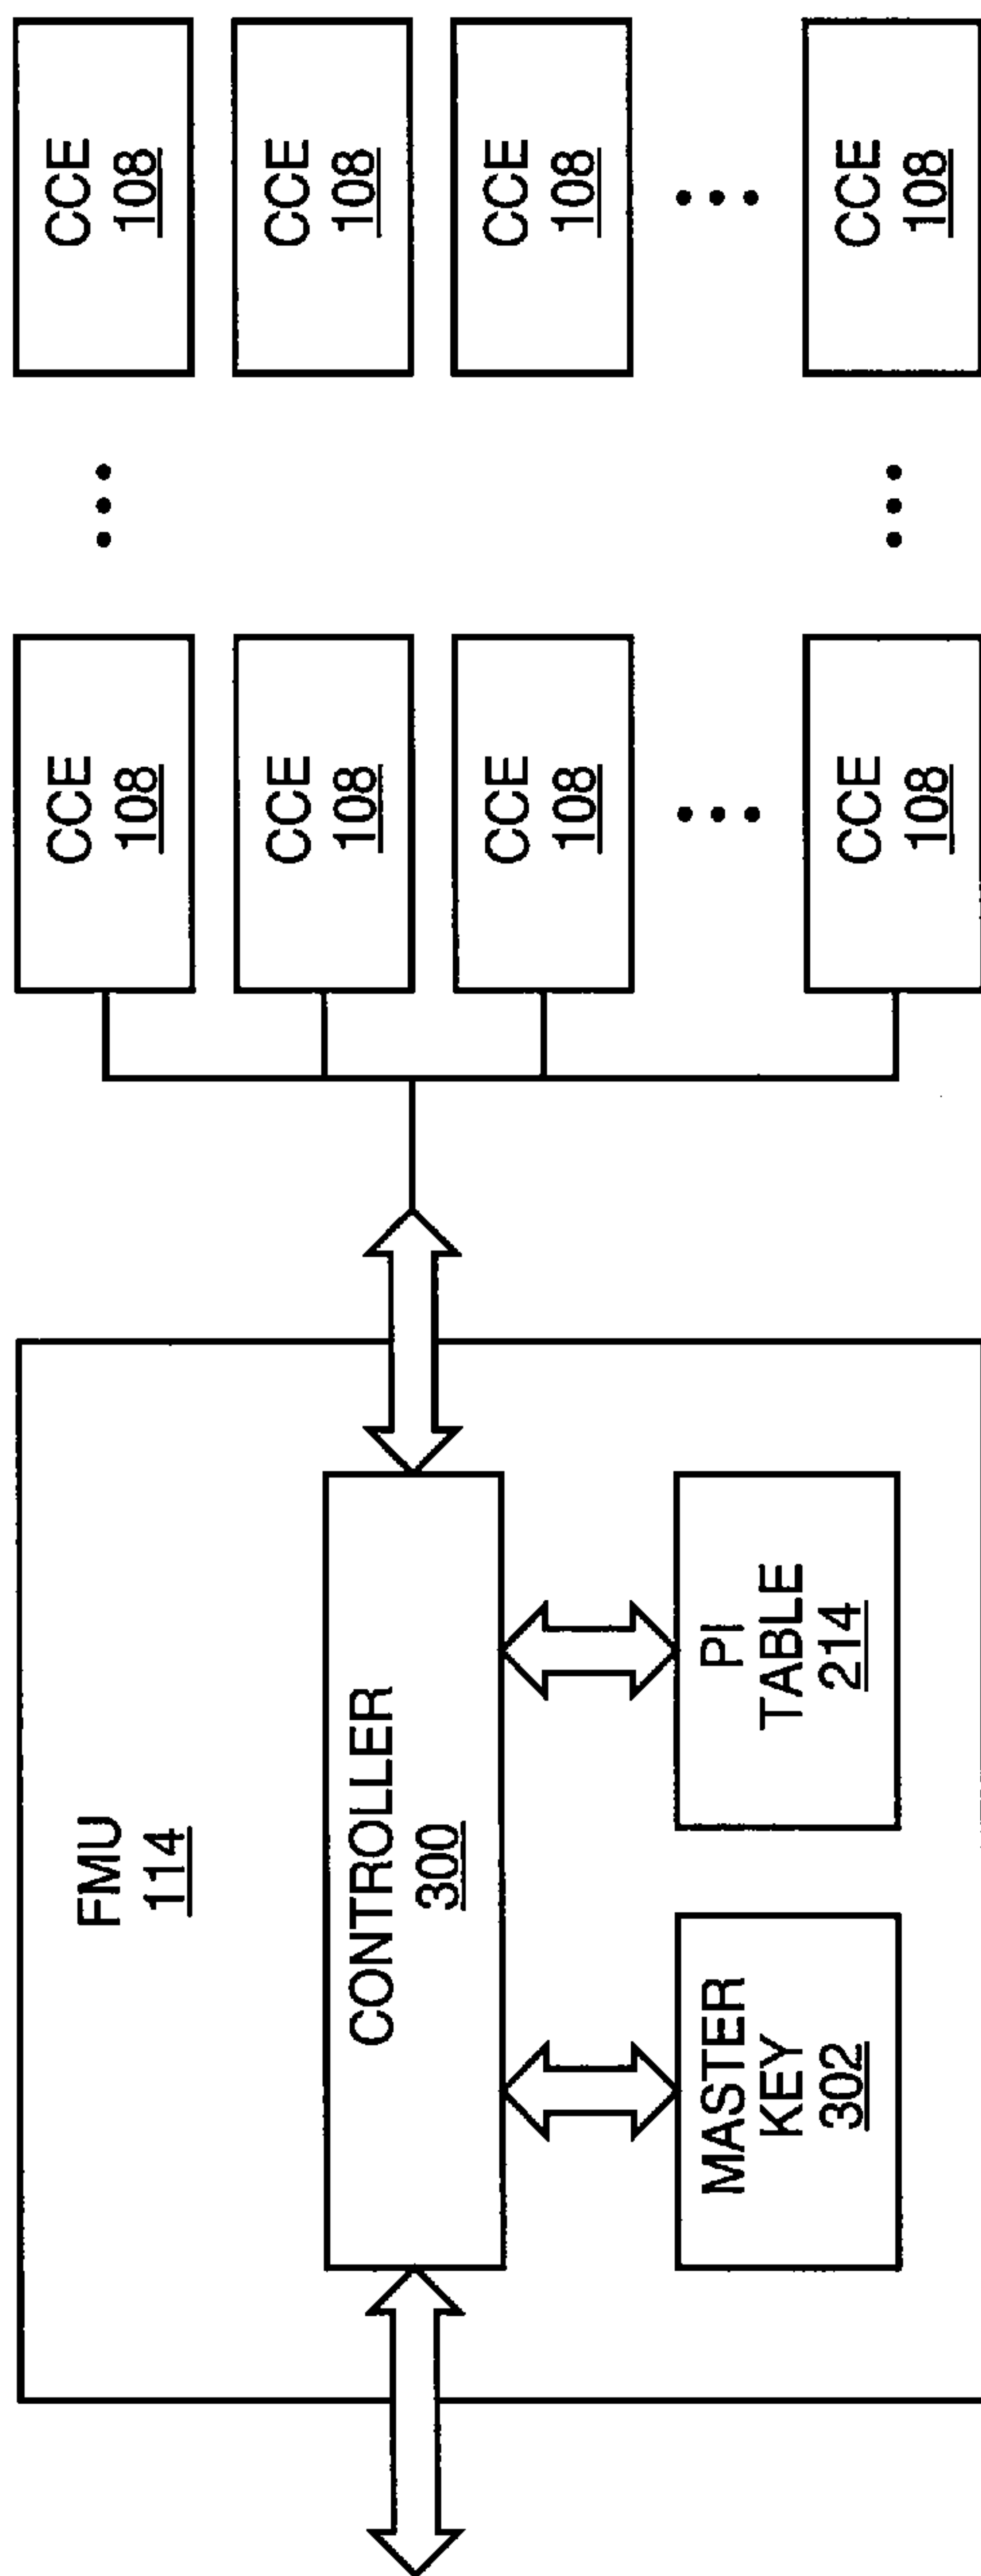 FMU
114
CONTROLLER
300
MASTER
KEY
302
PI
TABLE
214
CCE
108
CCE
108
CCE
108
CCE
108
CCE
108
CCE
108
CCE
108
CCE
108